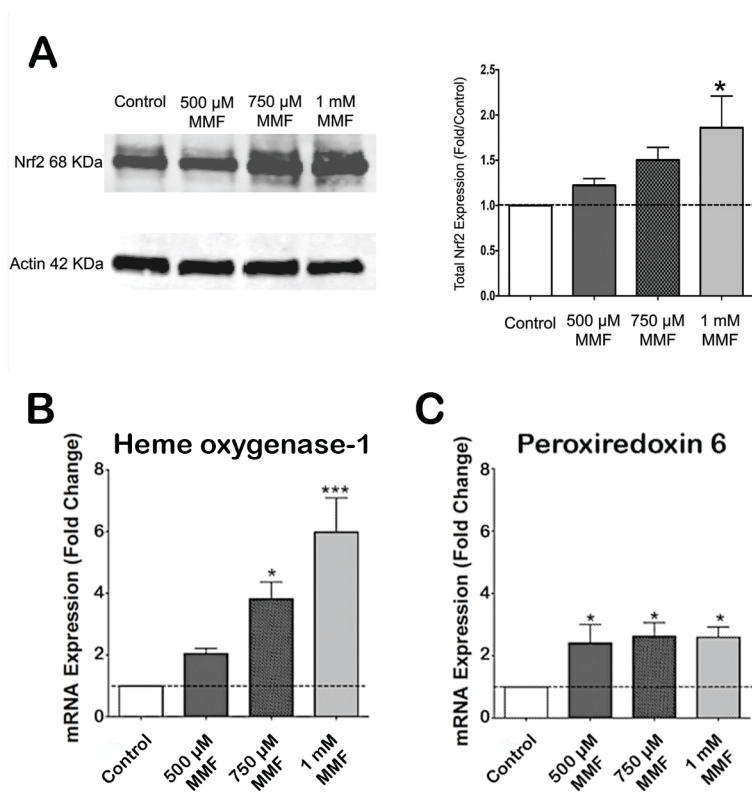 A
Control
500 µM
MMF
750 µM
MMF
1 mM
MMF
Nrf2 68 KDa
Actin 42 KDa
Total Nrf2 Expression (Fold/Control)
2.5
2.0
1.5
1.0
0.5
0.0
*
Control
500 µM
MMF
750 µM
MMF
1 mM
MMF
B
Heme oxygenase-1
mRNA Expression (Fold Change)
8
6
4
2
0
*
***
Control
500 µM
MMF
750 µM
MMF
1 mM
MMF
C
Peroxiredoxin 6
mRNA Expression (Fold Change)
8
6
4
2
0
*
*
*
Control
500 µM
MMF
750 µM
MMF
1 mM
MMF